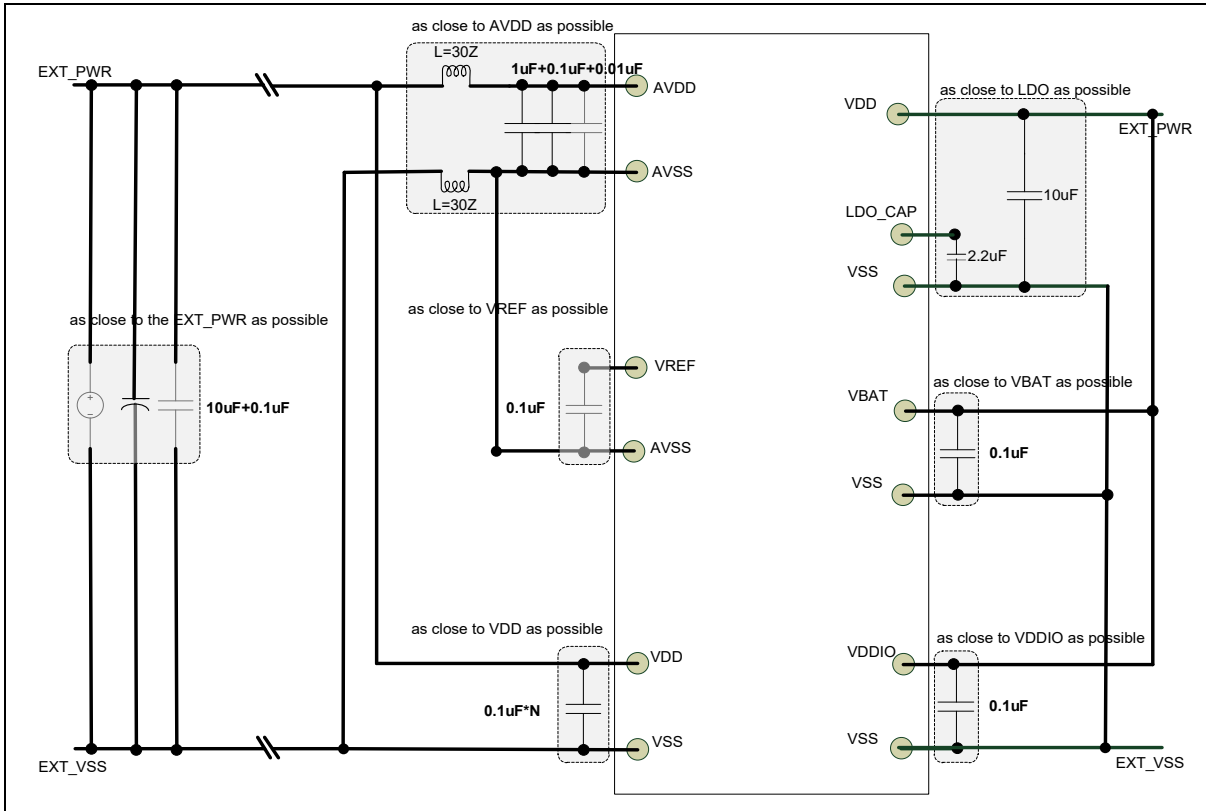 as close to AVDD as possible
L=30Z
EXT_PWR
1uF+0.1uF+0.01uF
AVDD
AVSS
L=30Z
as close to LDO as possible
VDD
EXT_PWR
10uF
LDO_CAP
2.2uF
VSS
as close to the EXT_PWR as possible
+
−
10uF+0.1uF
as close to VREF as possible
VREF
0.1uF
AVSS
as close to VBAT as possible
VBAT
0.1uF
VSS
as close to VDD as possible
VDD
0.1uF*N
VSS
EXT_VSS
as close to VDDIO as possible
VDDIO
0.1uF
VSS
EXT_VSS